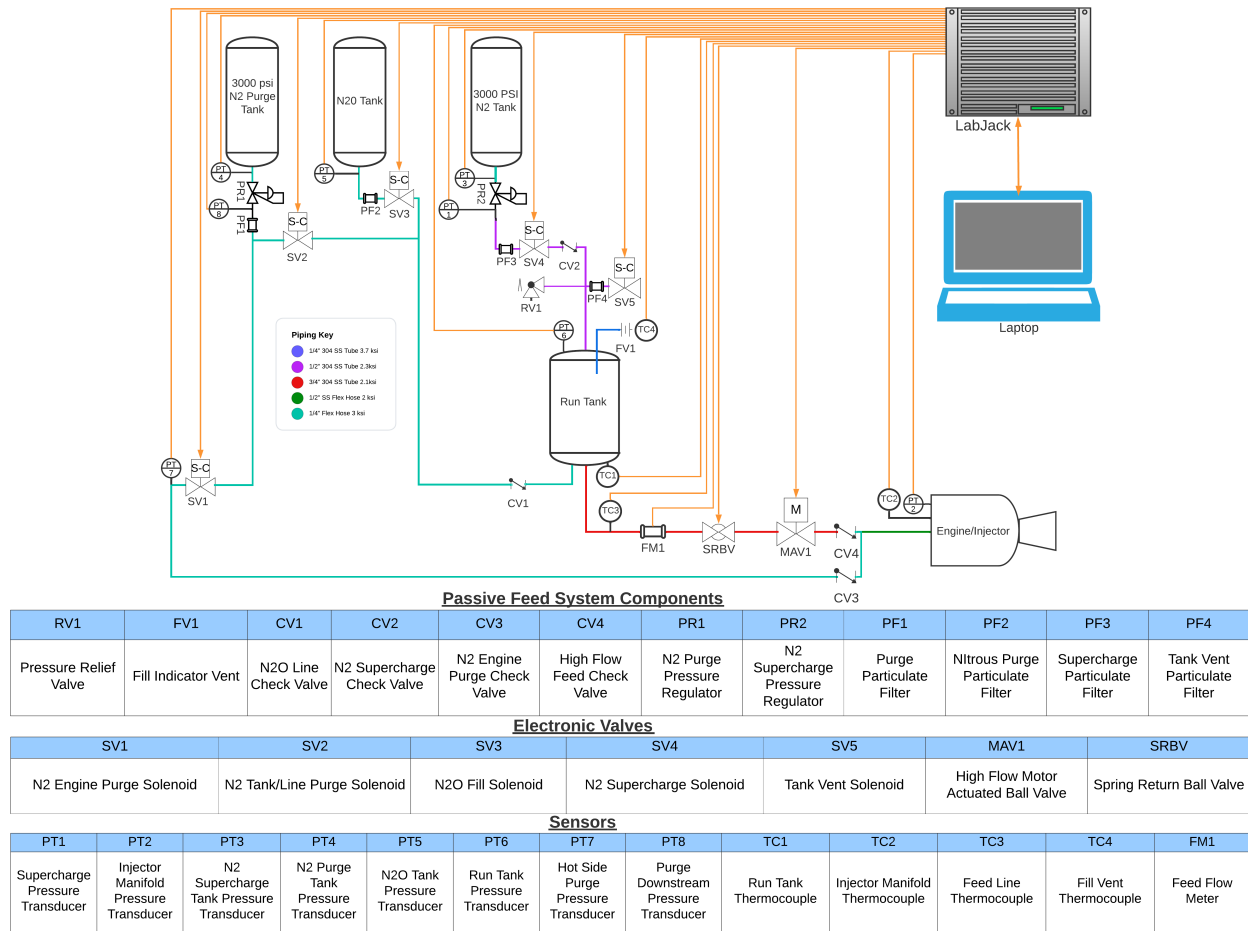 3000 psi
N2 Purge
Tank
N20 Tank
3000 PSI
N2 Tank
LabJack
PT
4
PR1
PT
8
PF1
S-C
SV2
PT
5
PF2
S-C
SV3
PT
3
PR2
PT
1
PF3
S-C
SV4
CV2
RV1
PF4
S-C
SV5
Laptop
PT
6
FV1
TC4
Piping Key
1/4" 304 SS Tube 3.7 ksi
1/2" 304 SS Tube 2.3ksi
3/4" 304 SS Tube 2.1ksi
1/2" SS Flex Hose 2 ksi
1/4" Flex Hose 3 ksi
Run Tank
PT
7
S-C
SV1
CV1
TC1
TC3
FM1
SRBV
M
MAV1
CV4
CV3
TC2
PT
2
Engine/Injector
Passive Feed System Components
RV1 FV1 CV1 CV2 CV3 CV4 PR1 PR2 PF1 PF2 PF3 PF4
Pressure Relief
Valve
Fill Indicator Vent
N2O Line
Check Valve
N2 Supercharge
Check Valve
N2 Engine
Purge Check
Valve
High Flow
Feed Check
Valve
N2 Purge
Pressure
Regulator
N2
Supercharge
Pressure
Regulator
Purge
Particulate
Filter
NItrous Purge
Particulate
Filter
Supercharge
Particulate
Filter
Tank Vent
Particulate
Filter
Electronic Valves
SV1 SV2 SV3 SV4 SV5 MAV1 SRBV
N2 Engine Purge Solenoid
N2 Tank/Line Purge Solenoid
N2O Fill Solenoid
N2 Supercharge Solenoid
Tank Vent Solenoid
High Flow Motor
Actuated Ball Valve
Spring Return Ball Valve
Sensors
PT1 PT2 PT3 PT4 PT5 PT6 PT7 PT8 TC1 TC2 TC3 TC4 FM1
Supercharge
Pressure
Transducer
Injector
Manifold
Pressure
Transducer
N2
Supercharge
Tank Pressure
Transducer
N2 Purge
Tank
Pressure
Transducer
N2O Tank
Pressure
Transducer
Run Tank
Pressure
Transducer
Hot Side
Purge
Pressure
Transducer
Purge
Downstream
Pressure
Transducer
Run Tank
Thermocouple
Injector Manifold
Thermocouple
Feed Line
Thermocouple
Fill Vent
Thermocouple
Feed Flow
Meter